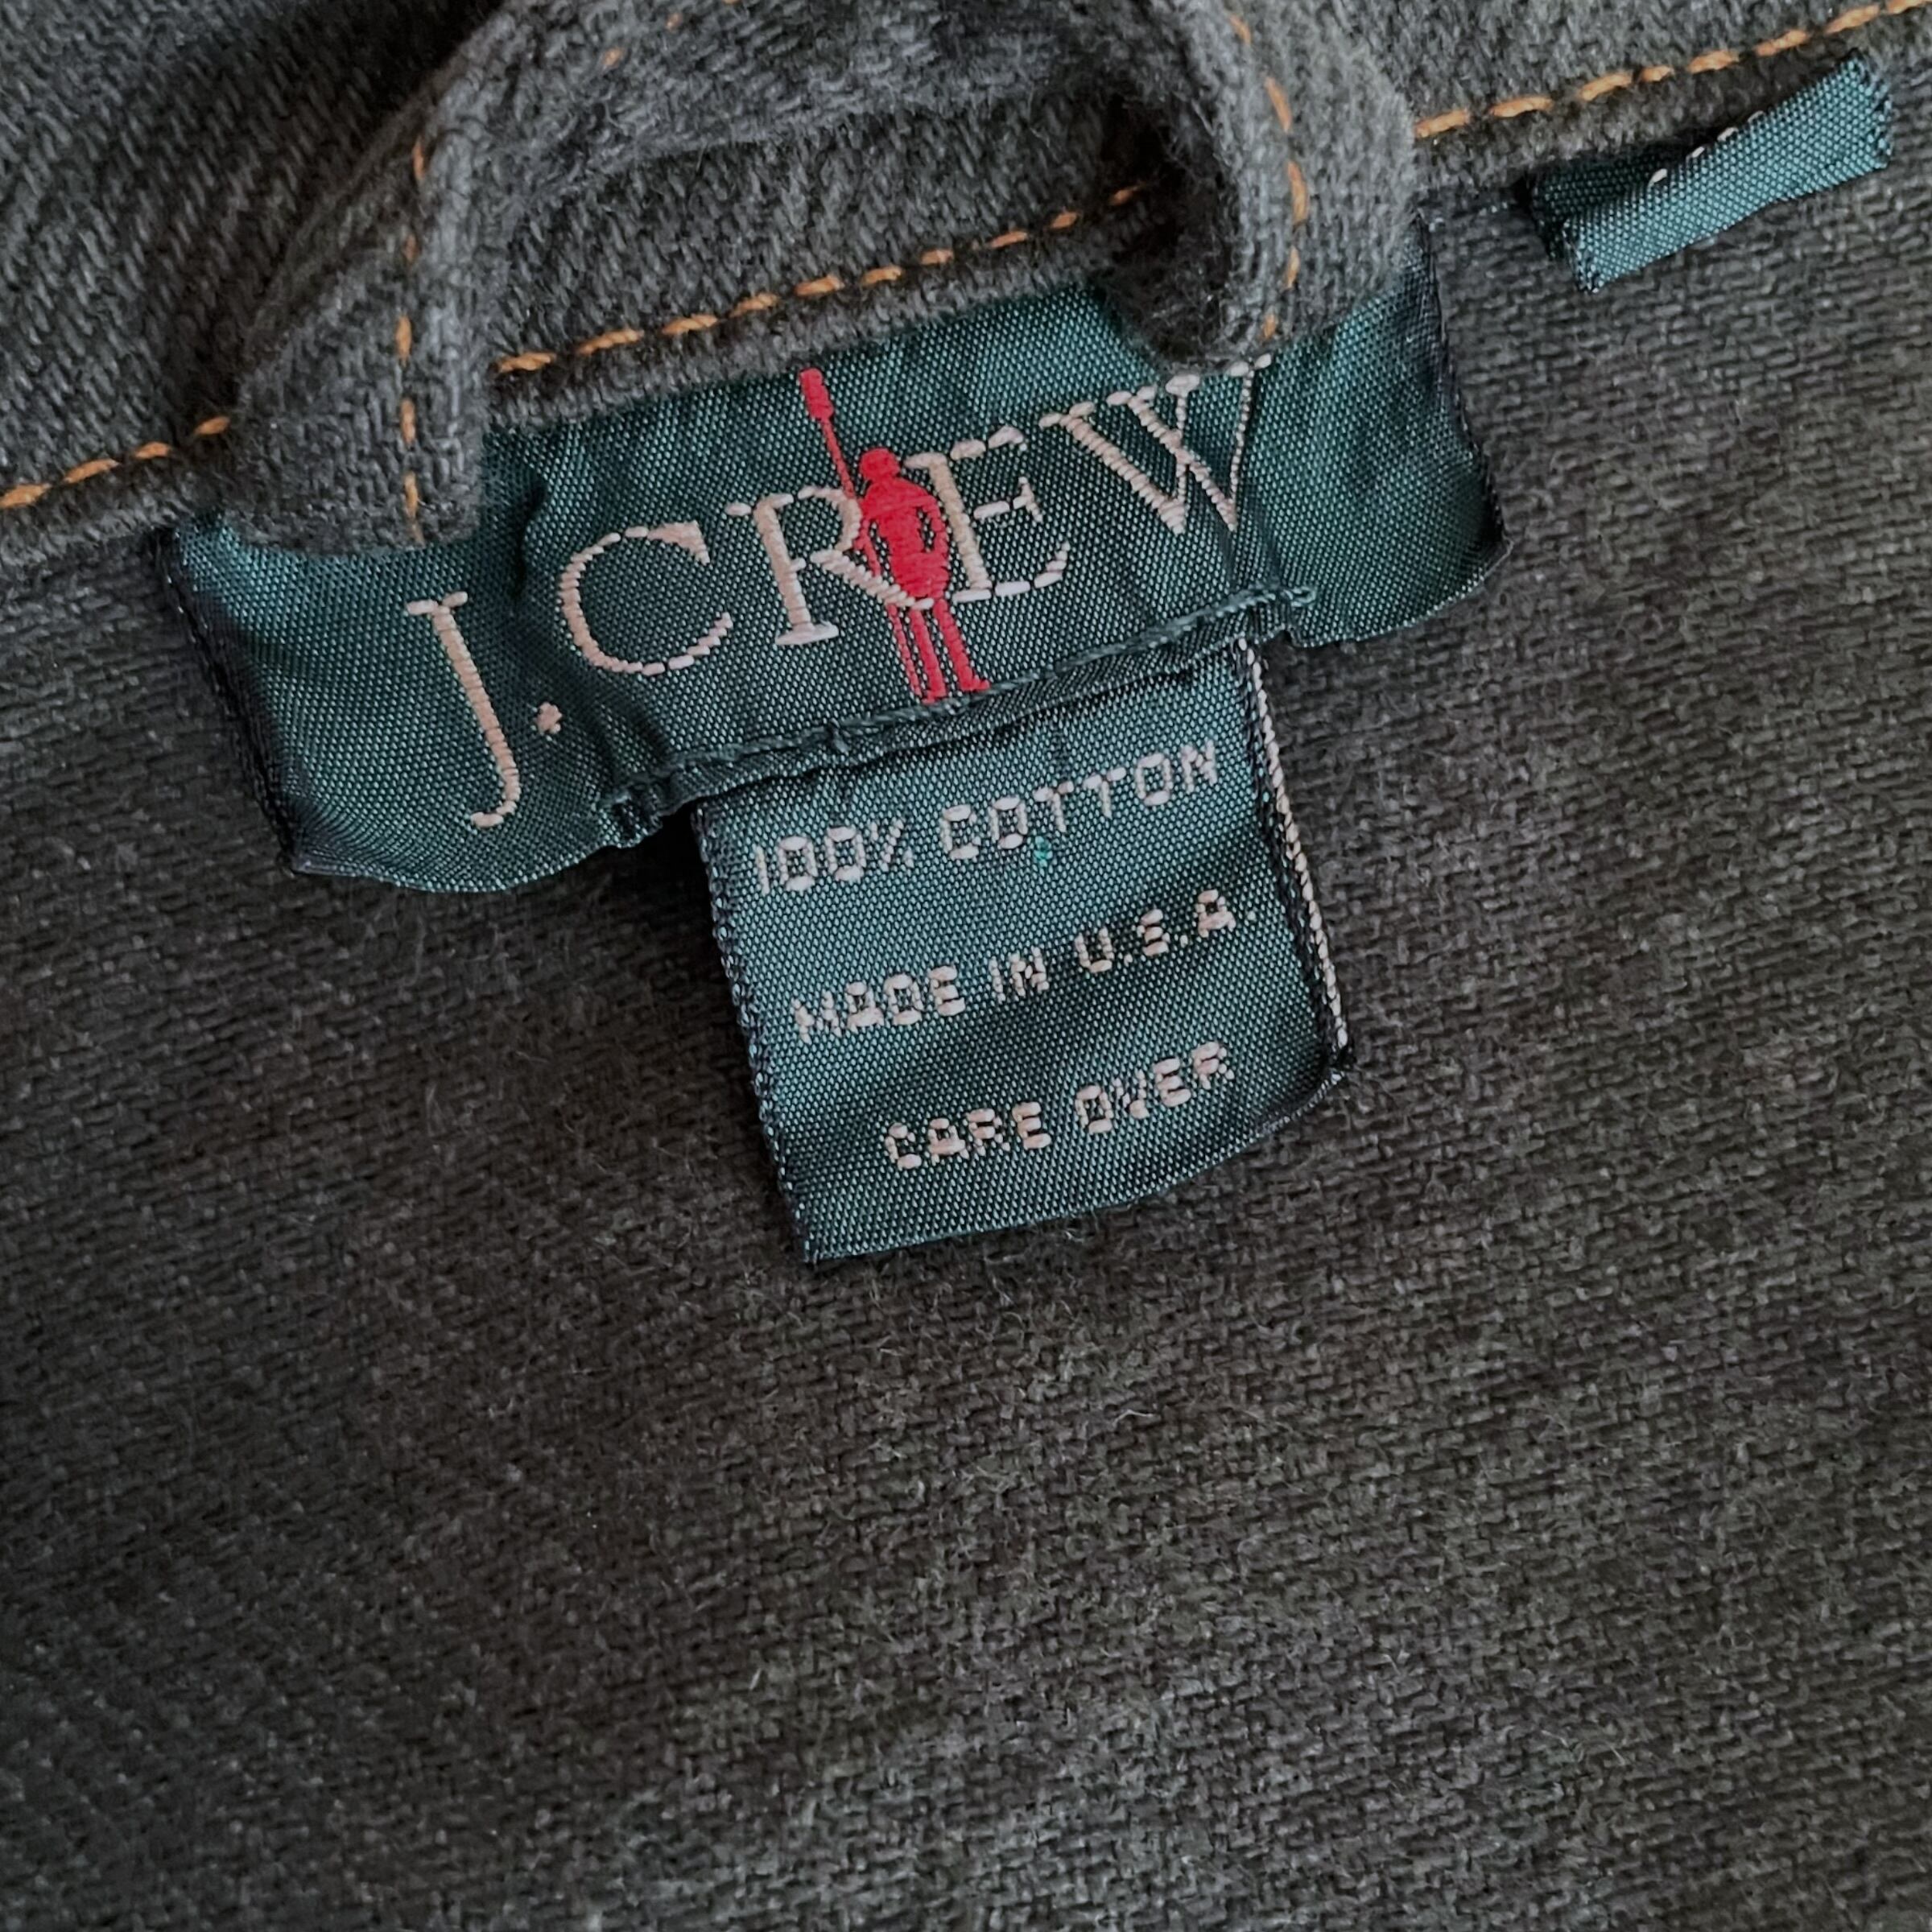 J.CREW
100% COTTON
MADE IN U.S.A.
CARE OVER